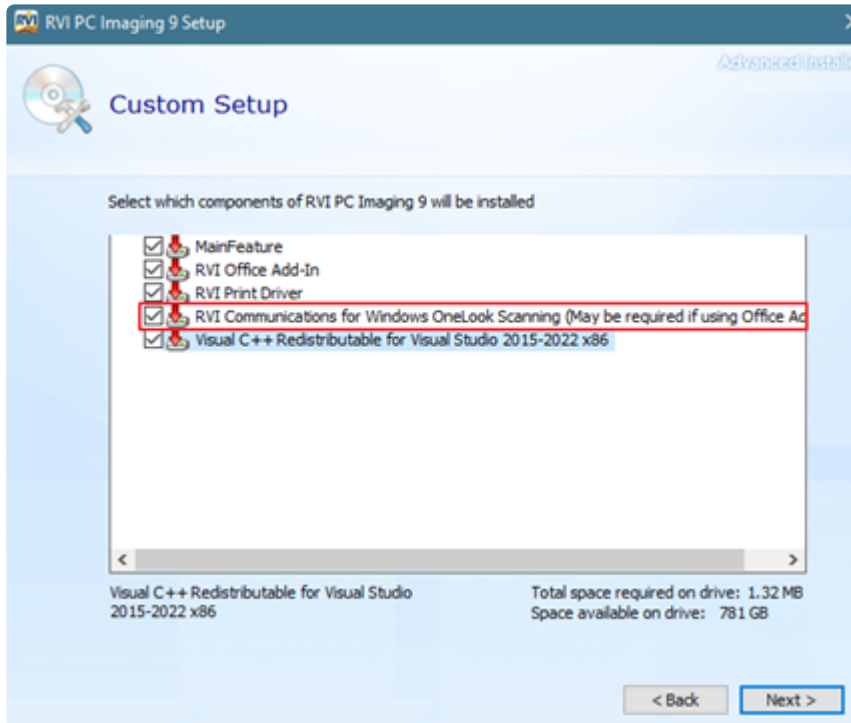 RVI PC Imaging 9 Setup
Custom Setup
Select which components of RVI PC Imaging 9 will be installed
MainFeature
RVI Office Add-In
RVI Print Driver
RVI Communications for Windows OneLook Scanning (May be required if using Office Ad
Visual C++ Redistributable for Visual Studio 2015-2022 x86
Visual C++ Redistributable for Visual Studio
2015-2022 x86
Total space required on drive: 1.32 MB
Space available on drive: 781 GB
< Back
Next >